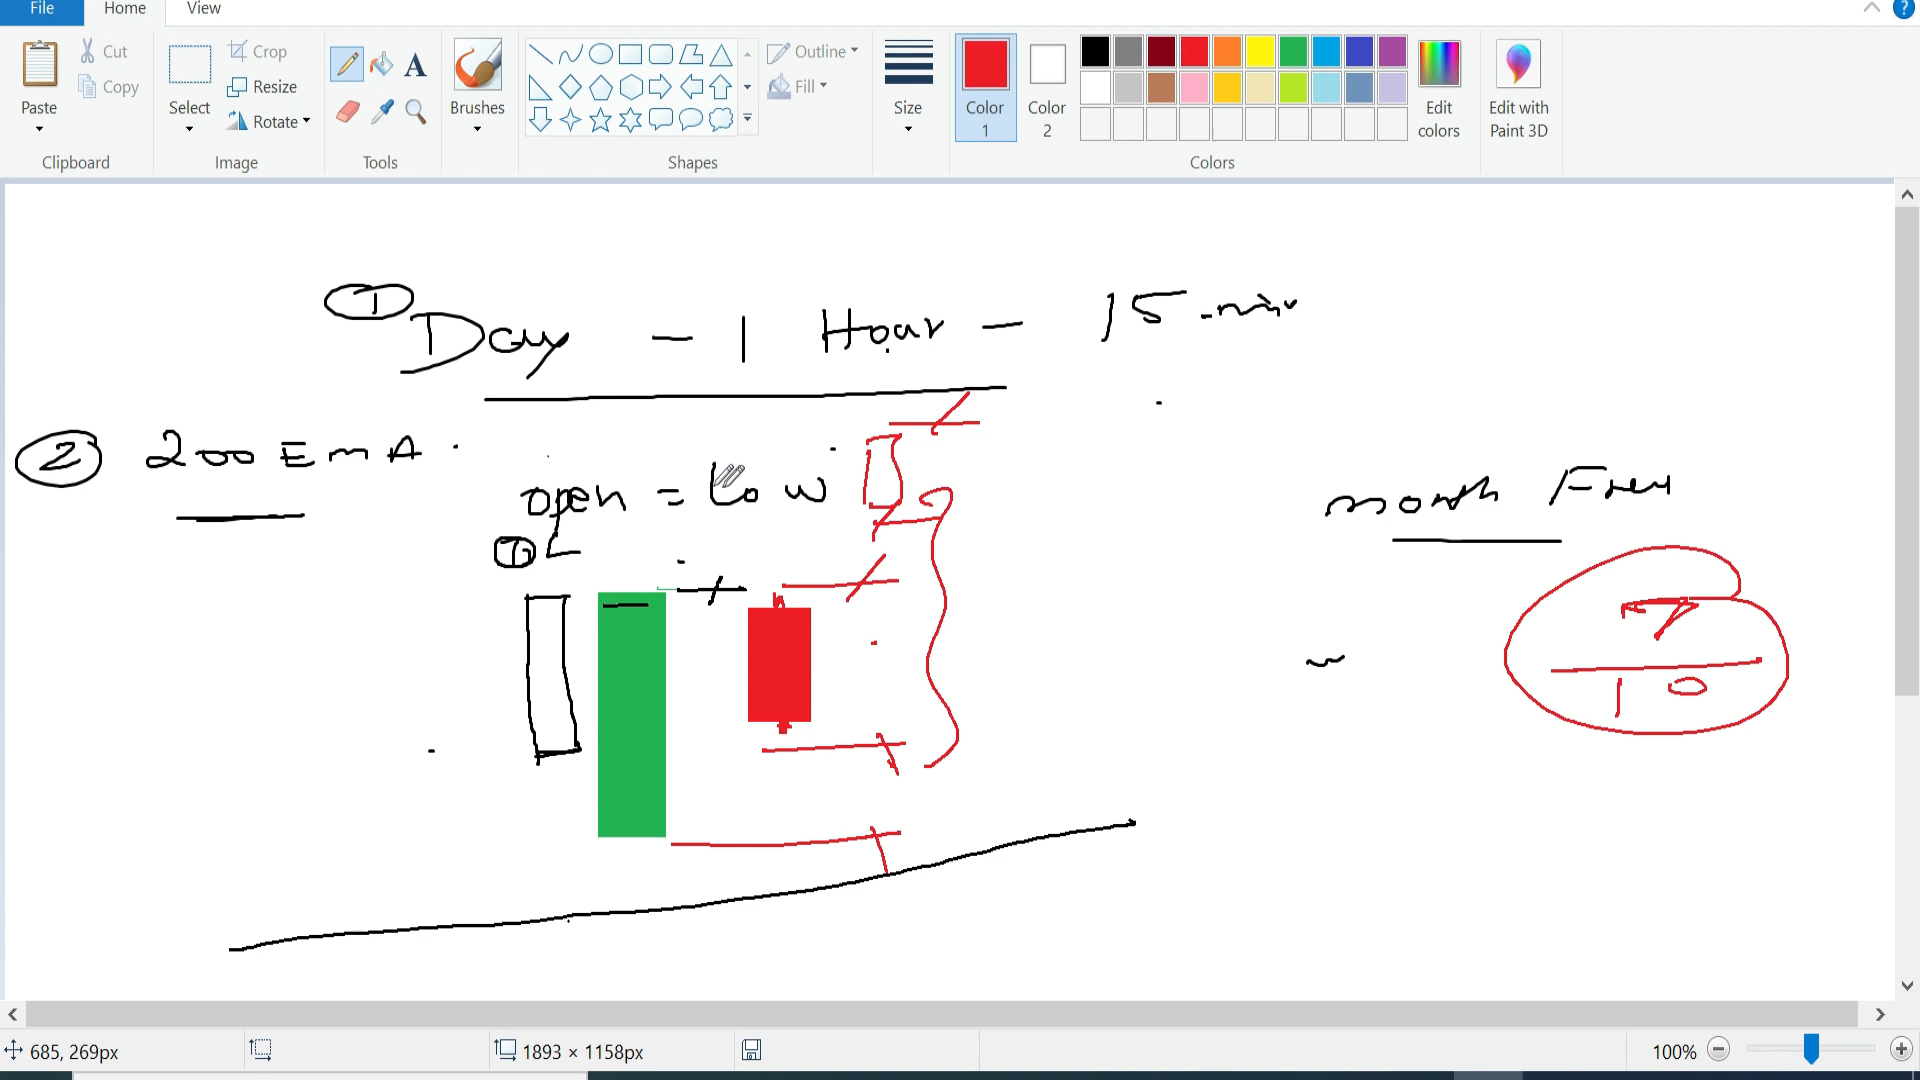 File Home View
Paste Cut Copy Clipboard
Select Crop Resize Rotate Image
Tools
A
Brushes
Outline Fill Shapes
Size
Color 1 Color 2
Edit colors
Colors
Edit with Paint 3D
① Day - 1 Hour - 15 min
② 200 EMA
open = Low
month
10
685, 269px
1893 × 1158px
100%